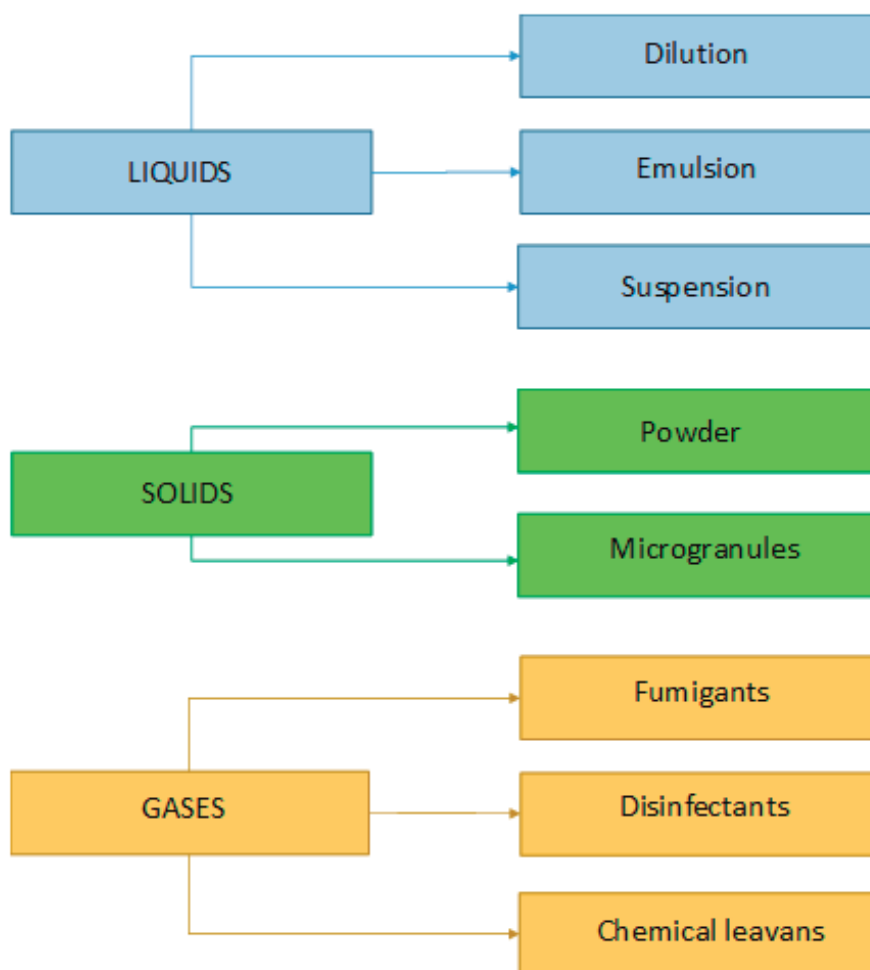 Dilution
LIQUIDS
Emulsion
Suspension
Powder
SOLIDS
Microgranules
Fumigants
GASES
Disinfectants
Chemical leavans